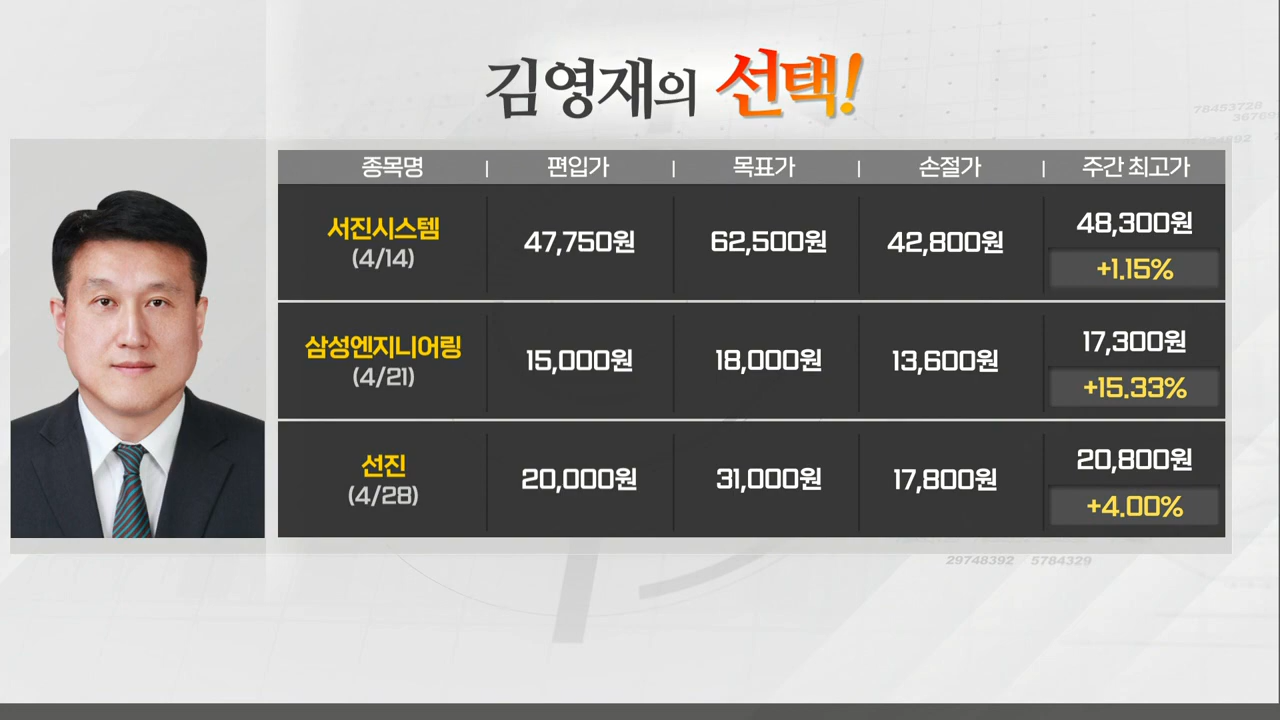 김영재의 선택!
78453728
종목명 | 편입가 | 목표가 | 손절가 | 주간 최고가
서진시스템
(4/14)
47,750원
62,500원
42,800원
48,300원
+1.15%
삼성엔지니어링
(4/21)
15,000원
18,000원
13,600원
17,300원
+15.33%
선진
(4/28)
20,000원
31,000원
17,800원
20,800원
+4.00%
29748392 5784329